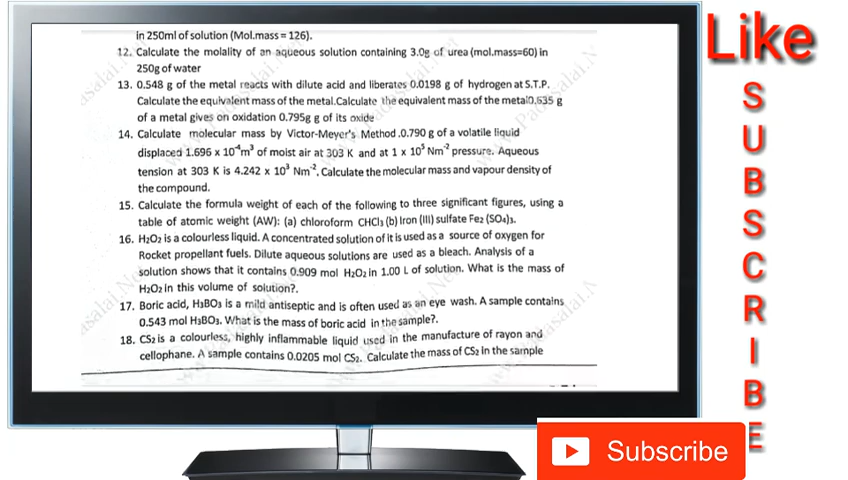 in 250ml of solution (Mol.mass = 126).
12. Calculate the molality of an aqueous solution containing 3.0g of urea (mol.mass=60) in
250g of water
13. 0.548 g of the metal reacts with dilute acid and liberates 0.0198 g of hydrogen at S.T.P.
Calculate the equivalent mass of the metal.Calculate the equivalent mass of the metal0.635 g
of a metal gives on oxidation 0.795g g of its oxide
14. Calculate molecular mass by Victor-Meyer's Method .0.790 g of a volatile liquid
displaced 1.696 x 10⁻⁴m³ of moist air at 303 K and at 1 x 10⁵ Nm⁻² pressure. Aqueous
tension at 303 K is 4.242 x 10³ Nm⁻². Calculate the molecular mass and vapour density of
the compound.
15. Calculate the formula weight of each of the following to three significant figures, using a
table of atomic weight (AW): (a) chloroform CHCl₃ (b) Iron (III) sulfate Fe₂ (SO₄)₃.
16. H₂O₂ is a colourless liquid. A concentrated solution of it is used as a source of oxygen for
Rocket propellant fuels. Dilute aqueous solutions are used as a bleach. Analysis of a
solution shows that it contains 0.909 mol H₂O₂ in 1.00 L of solution. What is the mass of
H₂O₂ in this volume of solution?.
17. Boric acid, H₃BO₃ is a mild antiseptic and is often used as an eye wash. A sample contains
0.543 mol H₃BO₃. What is the mass of boric acid in the sample?.
18. CS₂ is a colourless, highly inflammable liquid used in the manufacture of rayon and
cellophane. A sample contains 0.0205 mol CS₂. Calculate the mass of CS₂ in the sample
Like
SUBSCRIBE
Subscribe